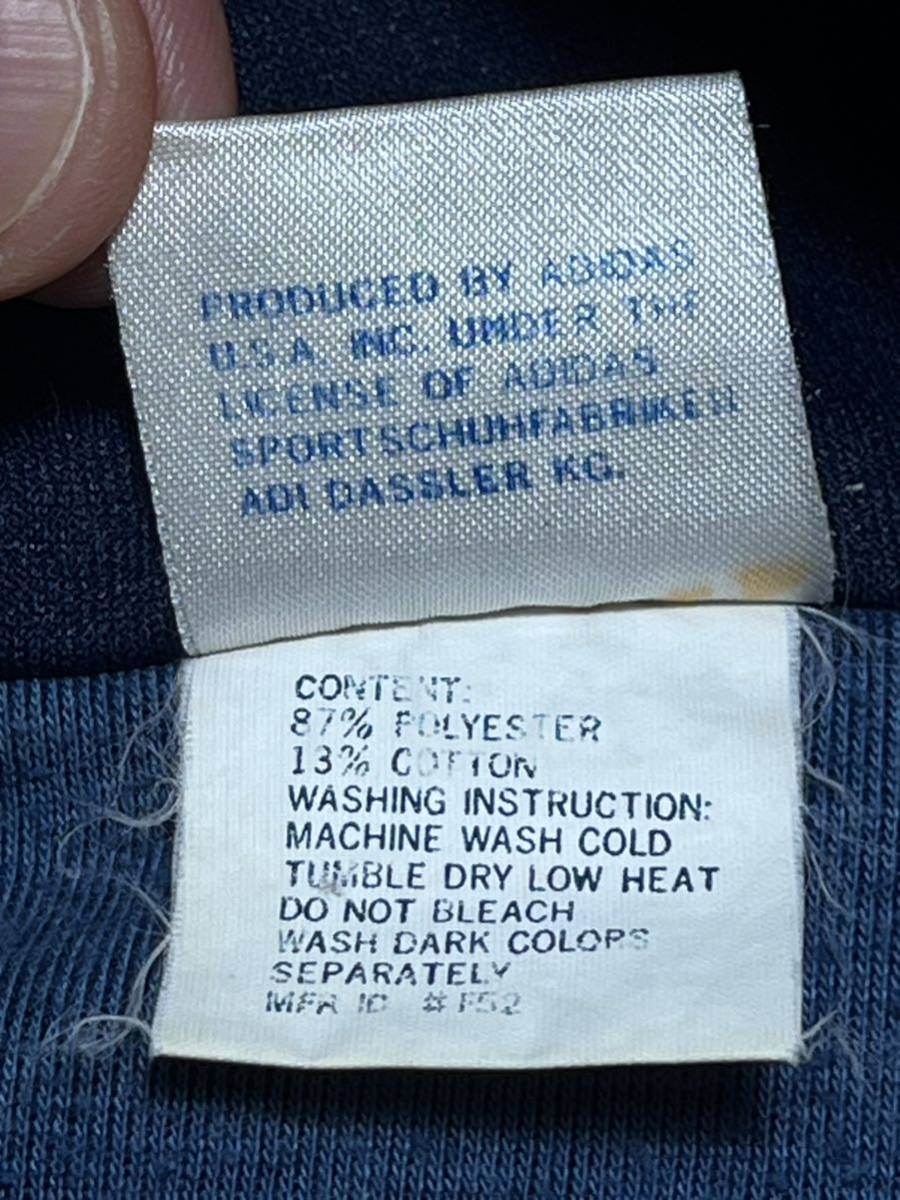 PRODUCED BY ADIDAS
U.S.A. INC. UNDER THE
LICENSE OF ADIDAS
SPORTSCHUHFABRIKEN
ADI DASSLER KG.
CONTENT:
87% POLYESTER
13% COTTON
WASHING INSTRUCTION:
MACHINE WASH COLD
TUMBLE DRY LOW HEAT
DO NOT BLEACH
WASH DARK COLORS
SEPARATELY
MFR ID # F52